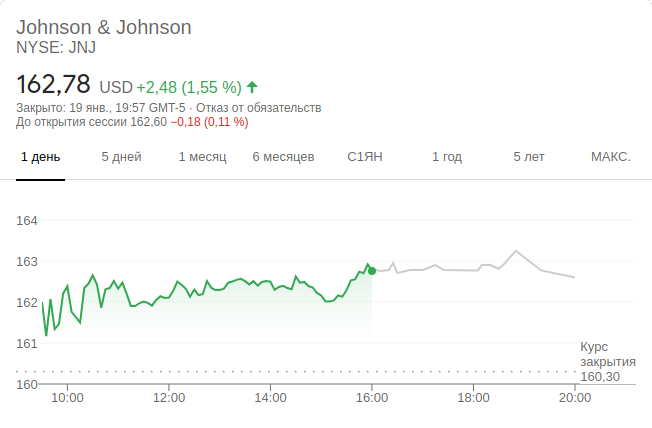 Johnson & Johnson
NYSE: JNJ
162,78 USD +2,48 (1,55 %)
Закрыто: 19 янв., 19:57 GMT-5 · Отказ от обязательств
До открытия сессии 162,60 −0,18 (0,11 %)
1 день 5 дней 1 месяц 6 месяцев С1ЯН 1 год 5 лет МАКС.
164
163
162
161
Курс
закрытия
160,30
160
10:00 12:00 14:00 16:00 18:00 20:00